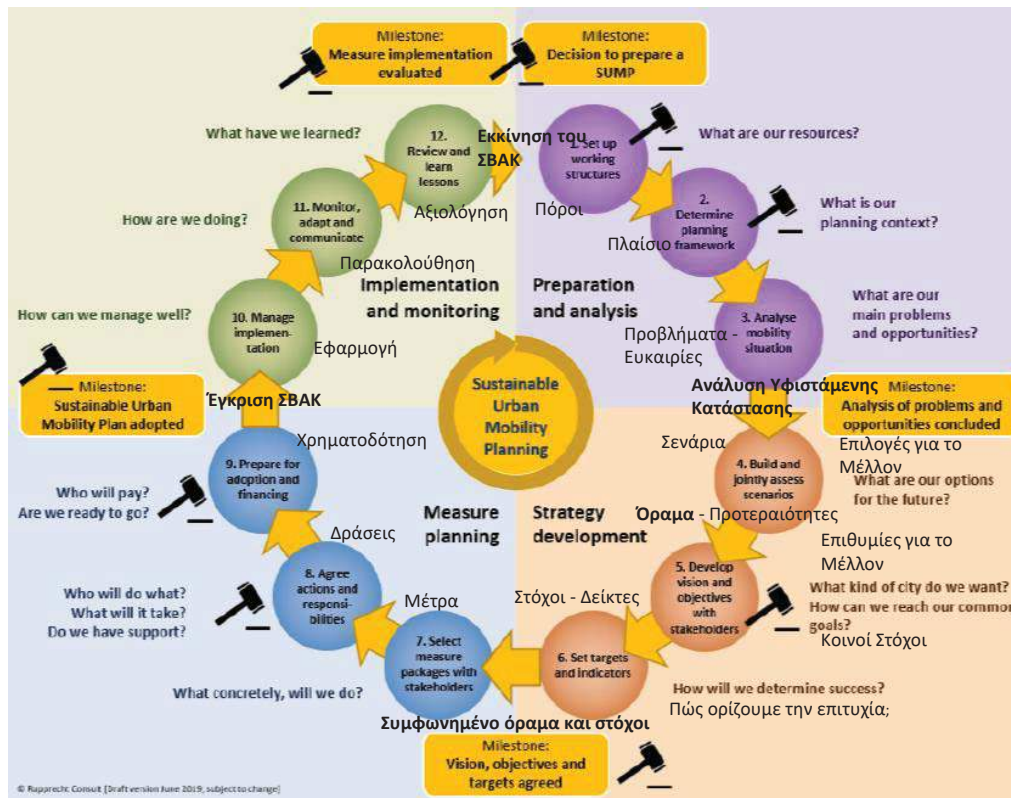 Milestone:
Measure implementation
evaluated
Milestone:
Decision to prepare a
SUMP
What have we learned?
12.
Review and
learn
lessons
Εκκίνηση του
ΣΒΑΚ
1. Set up
working
structures
What are our resources?
Αξιολόγηση
Πόροι
How are we doing?
11. Monitor,
adapt and
communicate
Παρακολούθηση
2.
Determine
planning
framework
Πλαίσιο
What is our
planning context?
Implementation
and monitoring
Preparation
and analysis
How can we manage well?
10. Manage
implemen-
tation
Εφαρμογή
3. Analyse
mobility
situation
Προβλήματα -
Ευκαιρίες
What are our
main problems
and opportunities?
Milestone:
Sustainable Urban
Mobility Plan adopted
Έγκριση ΣΒΑΚ
Sustainable
Urban
Mobility
Planning
Ανάλυση Υφιστάμενης
Κατάστασης
Milestone:
Analysis of problems and
opportunities concluded
Χρηματοδότηση
9. Prepare for
adoption and
financing
Who will pay?
Are we ready to go?
Σενάρια
4. Build and
jointly assess
scenarios
Επιλογές για το
Μέλλον
What are our options
for the future?
Measure
planning
Strategy
development
Όραμα - Προτεραιότητες
Δράσεις
Επιθυμίες για το
Μέλλον
8. Agree
actions and
responsi-
bilities
Who will do what?
What will it take?
Do we have support?
5. Develop
vision and
objectives
with
stakeholders
What kind of city do we want?
How can we reach our common
goals?
Κοινοί Στόχοι
Μέτρα
Στόχοι - Δείκτες
7. Select
measure
packages with
stakeholders
6. Set targets
and indicators
What concretely, will we do?
How will we determine success?
Πώς ορίζουμε την επιτυχία;
Συμφωνημένο όραμα και στόχοι
Milestone:
Vision, objectives and
targets agreed
© Rupprecht Consult [Draft version June 2019, subject to change]